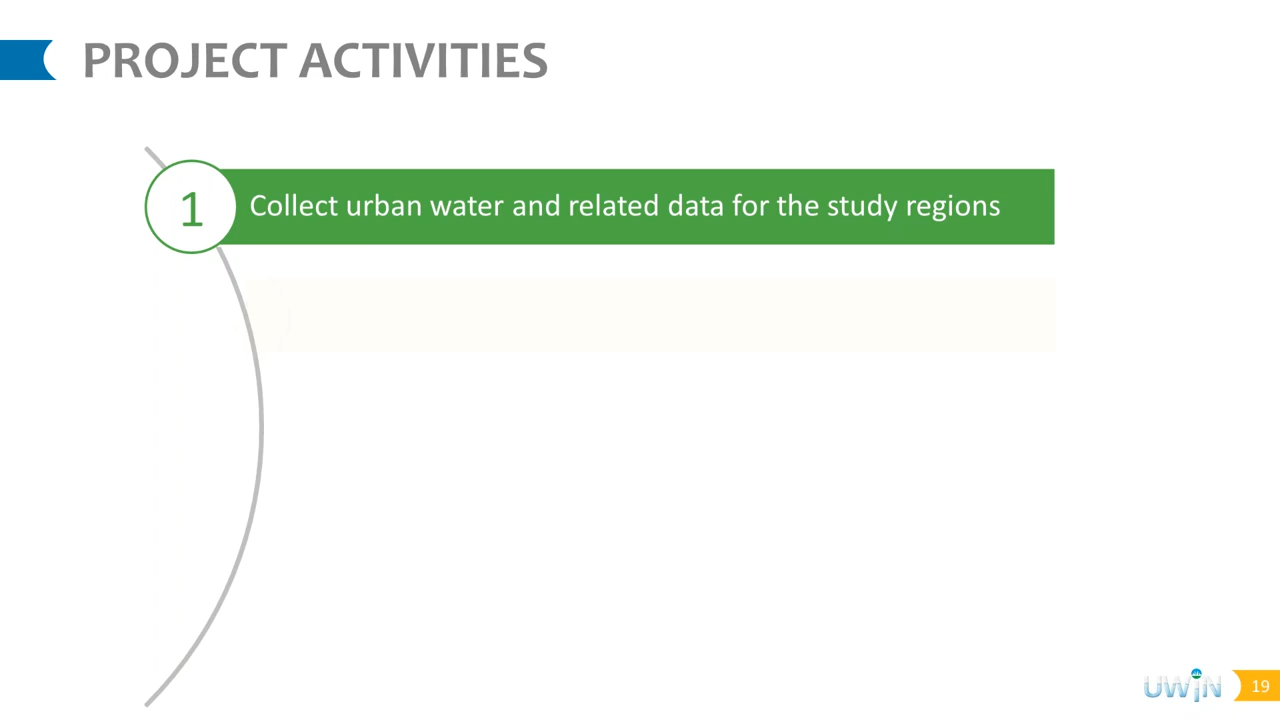 PROJECT ACTIVITIES
1
Collect urban water and related data for the study regions
UWIN
19